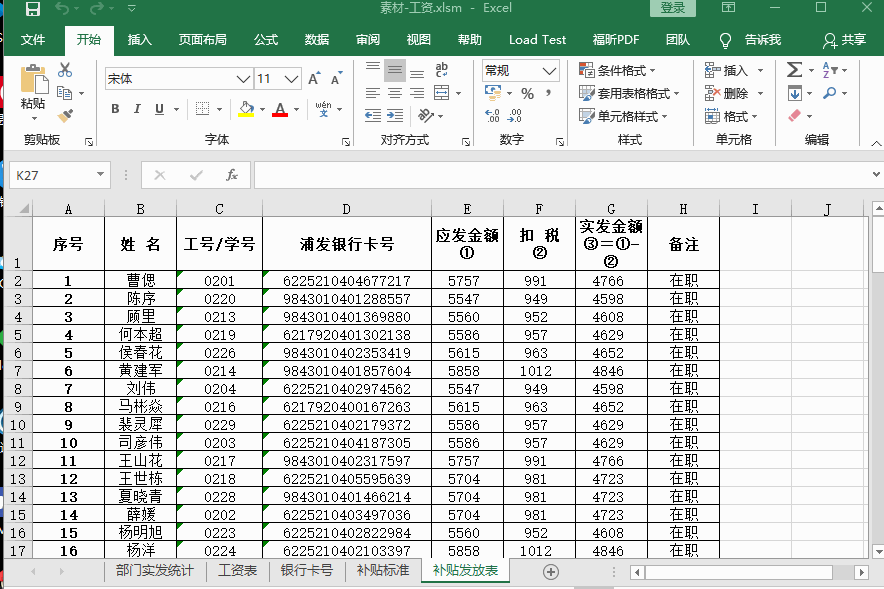 素材-工资.xlsm - Excel 登录
文件 开始 插入 页面布局 公式 数据 审阅 视图 帮助 Load Test 福昕PDF 团队 告诉我 共享
宋体 11 A A ab 常规 条件格式 插入 Σ
粘贴 B I U A wén 文 % , 套用表格格式 删除
单元格样式 格式
剪贴板 字体 对齐方式 数字 样式 单元格 编辑
K27 fx
A B C D E F G H I J
1 序号 姓 名 工号/学号 浦发银行卡号 应发金额① 扣 税② 实发金额③=①-② 备注
2 1 曹偲 0201 6225210404677217 5757 991 4766 在职
3 2 陈序 0220 9843010401288557 5547 949 4598 在职
4 3 顾里 0213 9843010401369880 5560 952 4608 在职
5 4 何本超 0219 6217920401302138 5586 957 4629 在职
6 5 侯春花 0226 9843010402353419 5615 963 4652 在职
7 6 黄建军 0214 9843010401857604 5858 1012 4846 在职
8 7 刘伟 0204 6225210402974562 5547 949 4598 在职
9 8 马彬焱 0216 6217920400167263 5615 963 4652 在职
10 9 裴灵犀 0229 6225210402179372 5586 957 4629 在职
11 10 司彦伟 0203 6225210404187305 5586 957 4629 在职
12 11 王山花 0217 9843010402317597 5757 991 4766 在职
13 12 王世栋 0218 6225210405595639 5704 981 4723 在职
14 13 夏晓青 0228 9843010401466214 5704 981 4723 在职
15 14 薛媛 0202 6225210403497036 5704 981 4723 在职
16 15 杨明旭 0223 6225210402822984 5560 952 4608 在职
17 16 杨洋 0224 6225210402103397 5858 1012 4846 在职
部门实发统计 工资表 银行卡号 补贴标准 补贴发放表